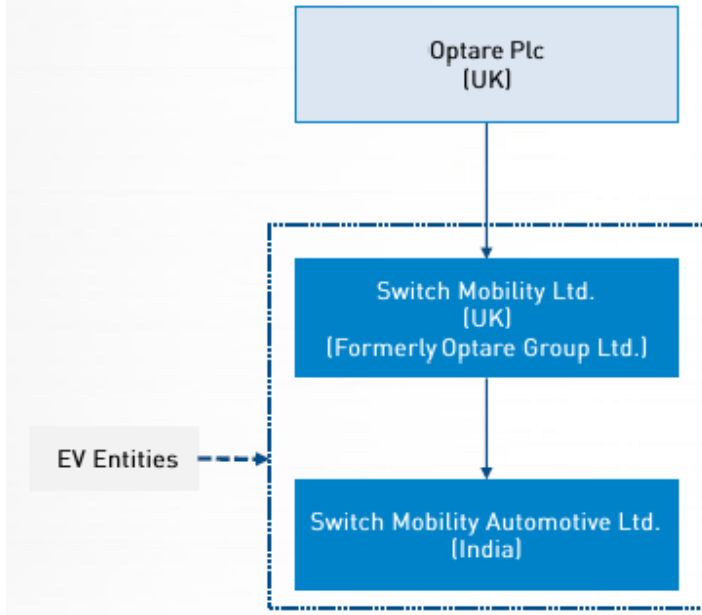 Optare Plc
(UK)
Switch Mobility Ltd.
(UK)
(Formerly Optare Group Ltd.)
EV Entities
Switch Mobility Automotive Ltd.
(India)